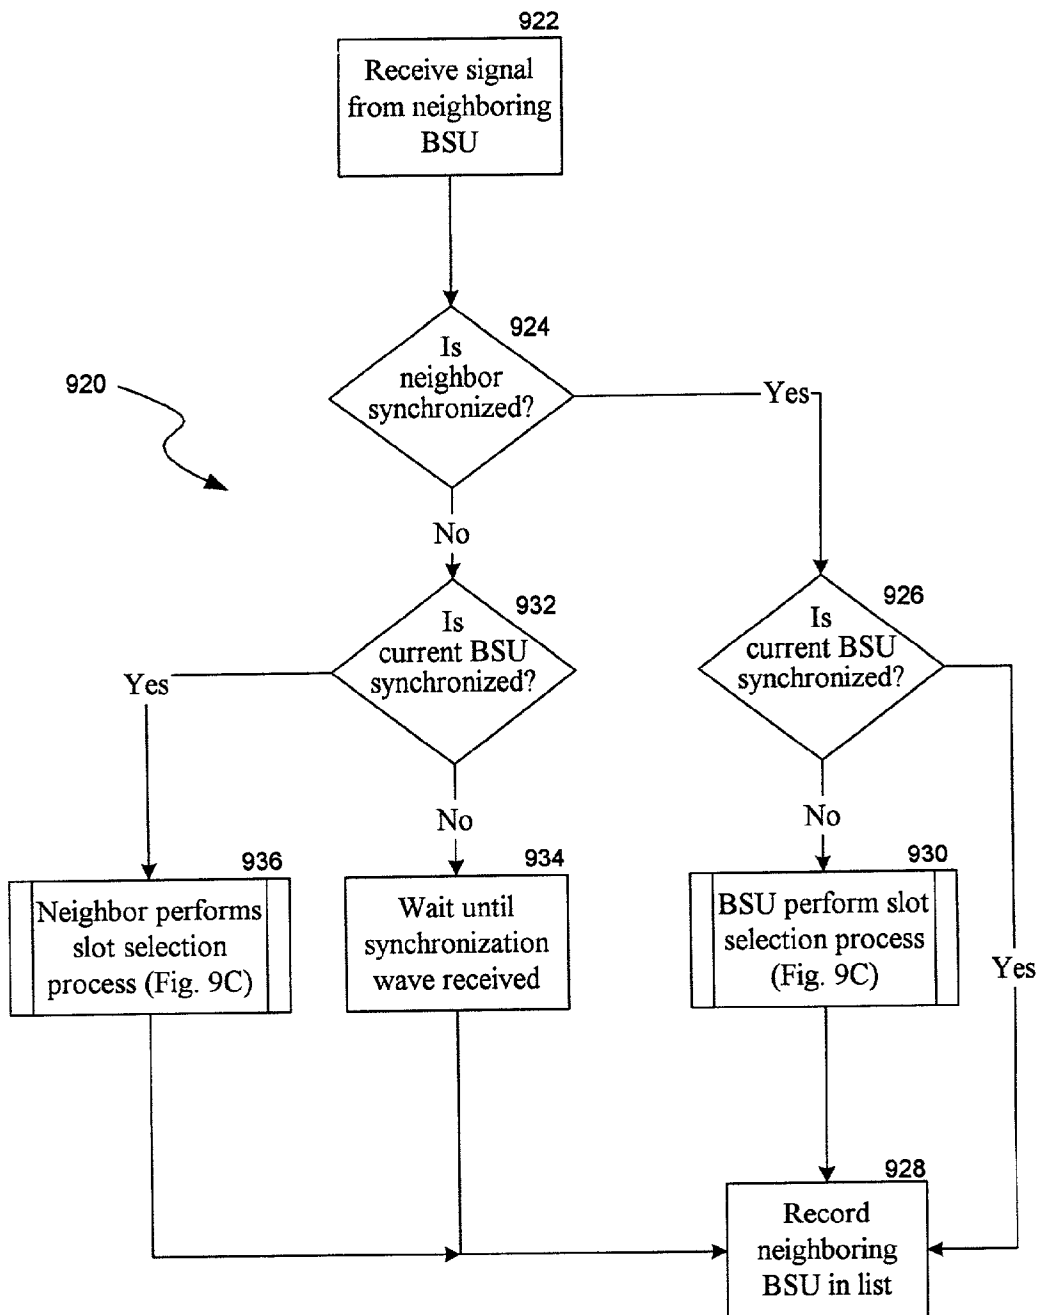 922
Receive signal
from neighboring
BSU
924
Is
neighbor
synchronized?
920
Yes
No
932
Is
current BSU
synchronized?
926
Is
current BSU
synchronized?
Yes
No
No
Yes
936
Neighbor performs
slot selection
process (Fig. 9C)
934
Wait until
synchronization
wave received
930
BSU perform slot
selection process
(Fig. 9C)
928
Record
neighboring
BSU in list